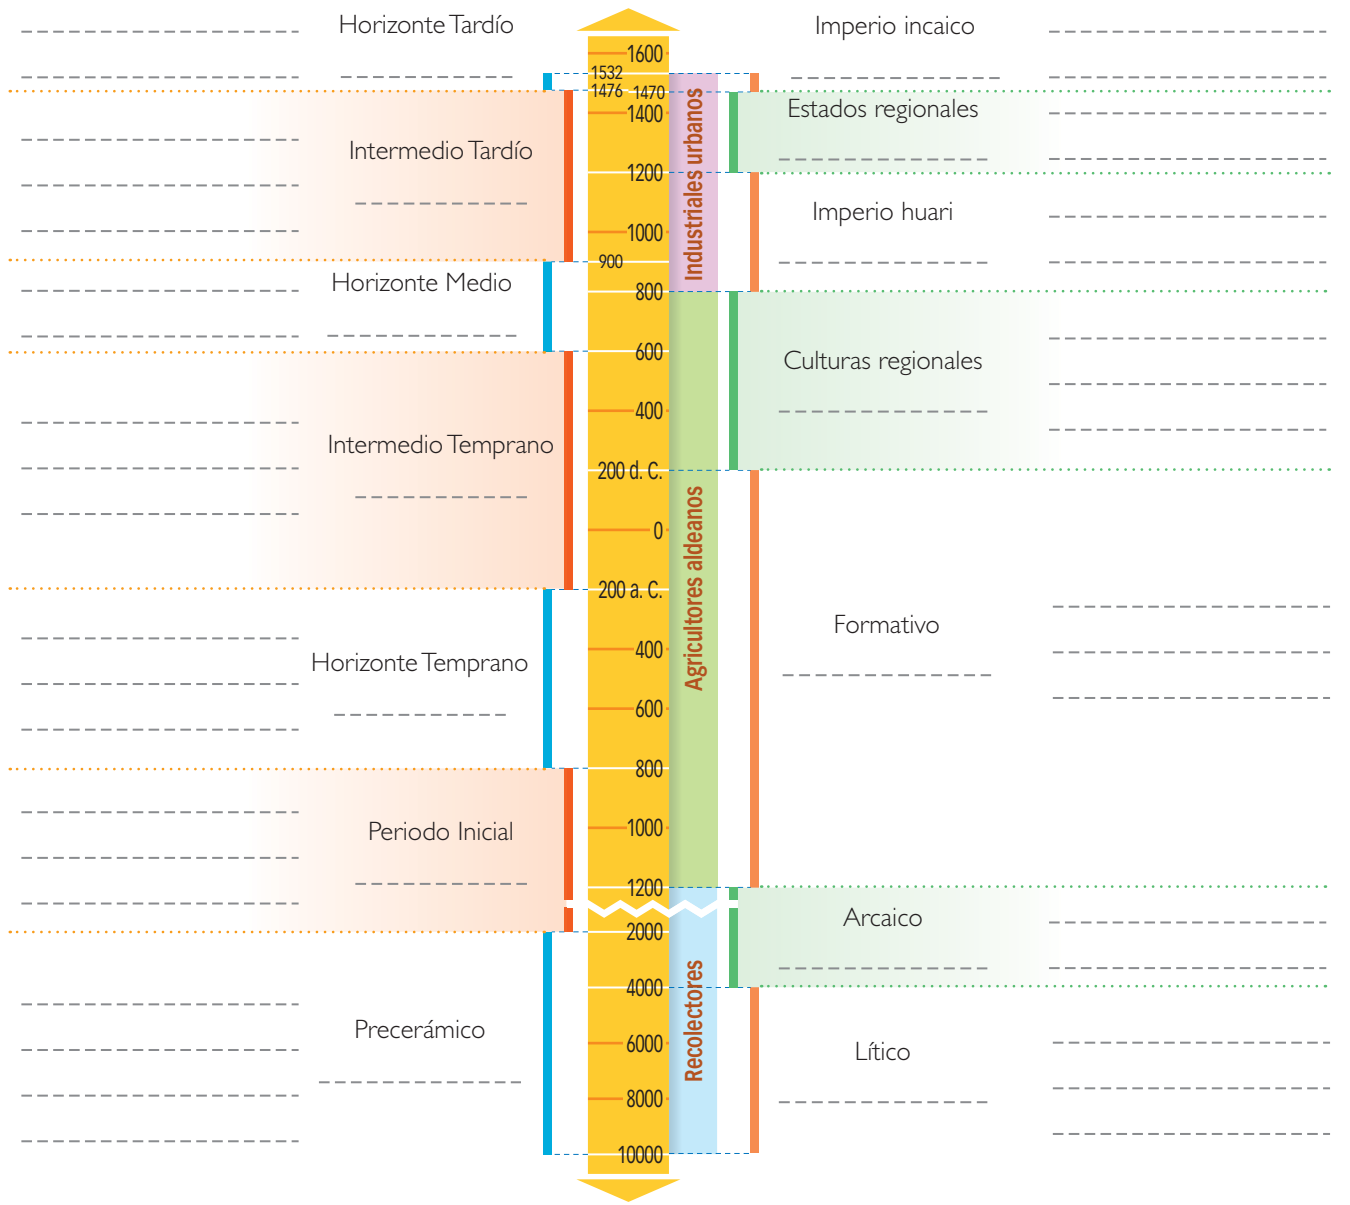 Horizonte Tardío
Intermedio Tardío
Horizonte Medio
Intermedio Temprano
Horizonte Temprano
Periodo Inicial
Precerámico
1600
1532
1476 1470
1400
1200
1000
900
800
600
400
200 d. C.
0
200 a. C.
400
600
800
1000
1200
2000
4000
6000
8000
10000
Industriales urbanos
Agricultores aldeanos
Recolectores
Imperio incaico
Estados regionales
Imperio huari
Culturas regionales
Formativo
Arcaico
Lítico